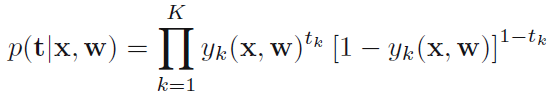 p(t|x, w) = ∏_{k=1}^{K} y_k(x, w)^{t_k} [1 − y_k(x, w)]^{1−t_k}